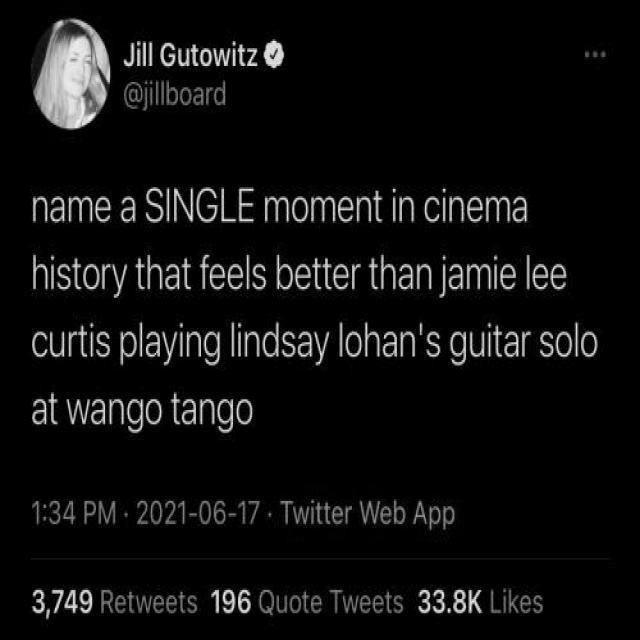 Jill Gutowitz
@jillboard
name a SINGLE moment in cinema
history that feels better than jamie lee
curtis playing lindsay lohan's guitar solo
at wango tango
1:34 PM · 2021-06-17 · Twitter Web App
3,749 Retweets 196 Quote Tweets 33.8K Likes